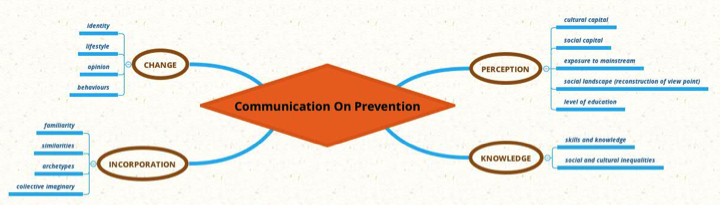 identity
lifestyle
opinion
behaviours
CHANGE
familiarity
similarities
archetypes
collective imaginary
INCORPORATION
Communication On Prevention
PERCEPTION
cultural capital
social capital
exposure to mainstream
social landscape (reconstruction of view point)
level of education
KNOWLEDGE
skills and knowledge
social and cultural inequalities